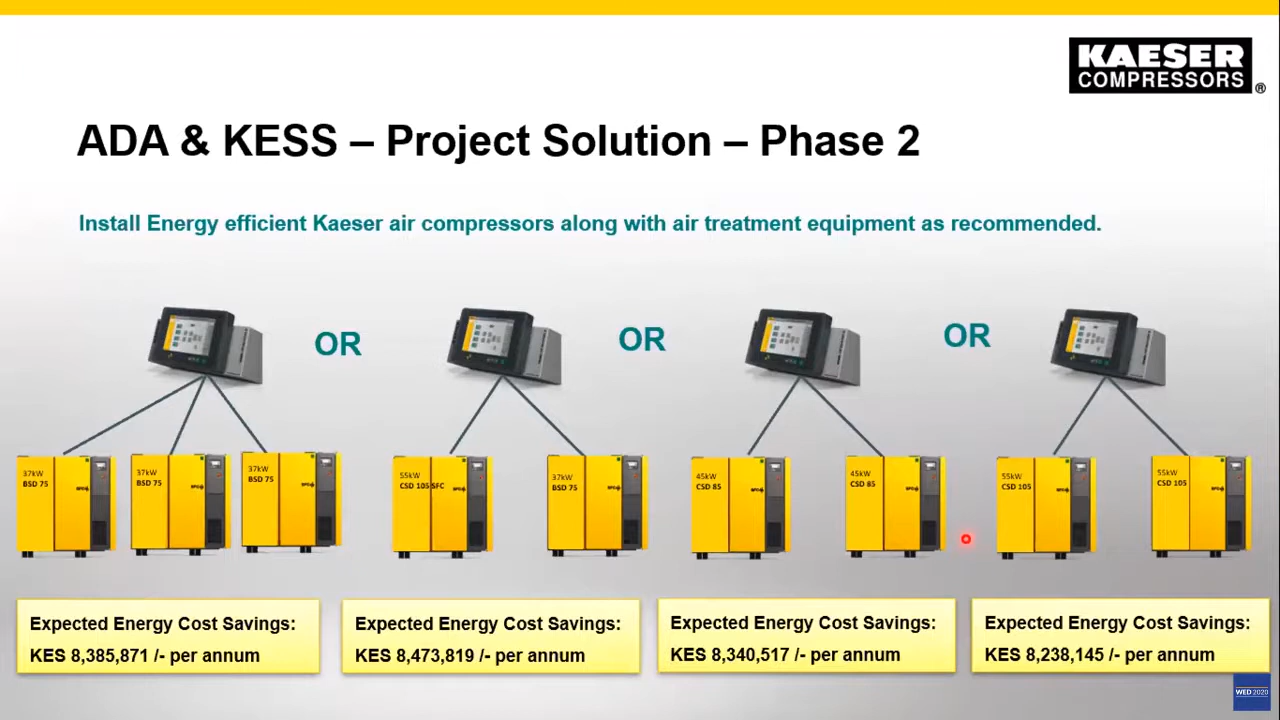 KAESER
COMPRESSORS®
ADA & KESS – Project Solution – Phase 2
Install Energy efficient Kaeser air compressors along with air treatment equipment as recommended.
OR
OR
OR
37kW
BSD 75
37kW
BSD 75
37kW
BSD 75
55kW
CSD 105 SFC
37kW
BSD 75
45kW
CSD 85
45kW
CSD 85
55kW
CSD 105
55kW
CSD 105
Expected Energy Cost Savings:
KES 8,385,871 /- per annum
Expected Energy Cost Savings:
KES 8,473,819 /- per annum
Expected Energy Cost Savings:
KES 8,340,517 /- per annum
Expected Energy Cost Savings:
KES 8,238,145 /- per annum
WED 2020